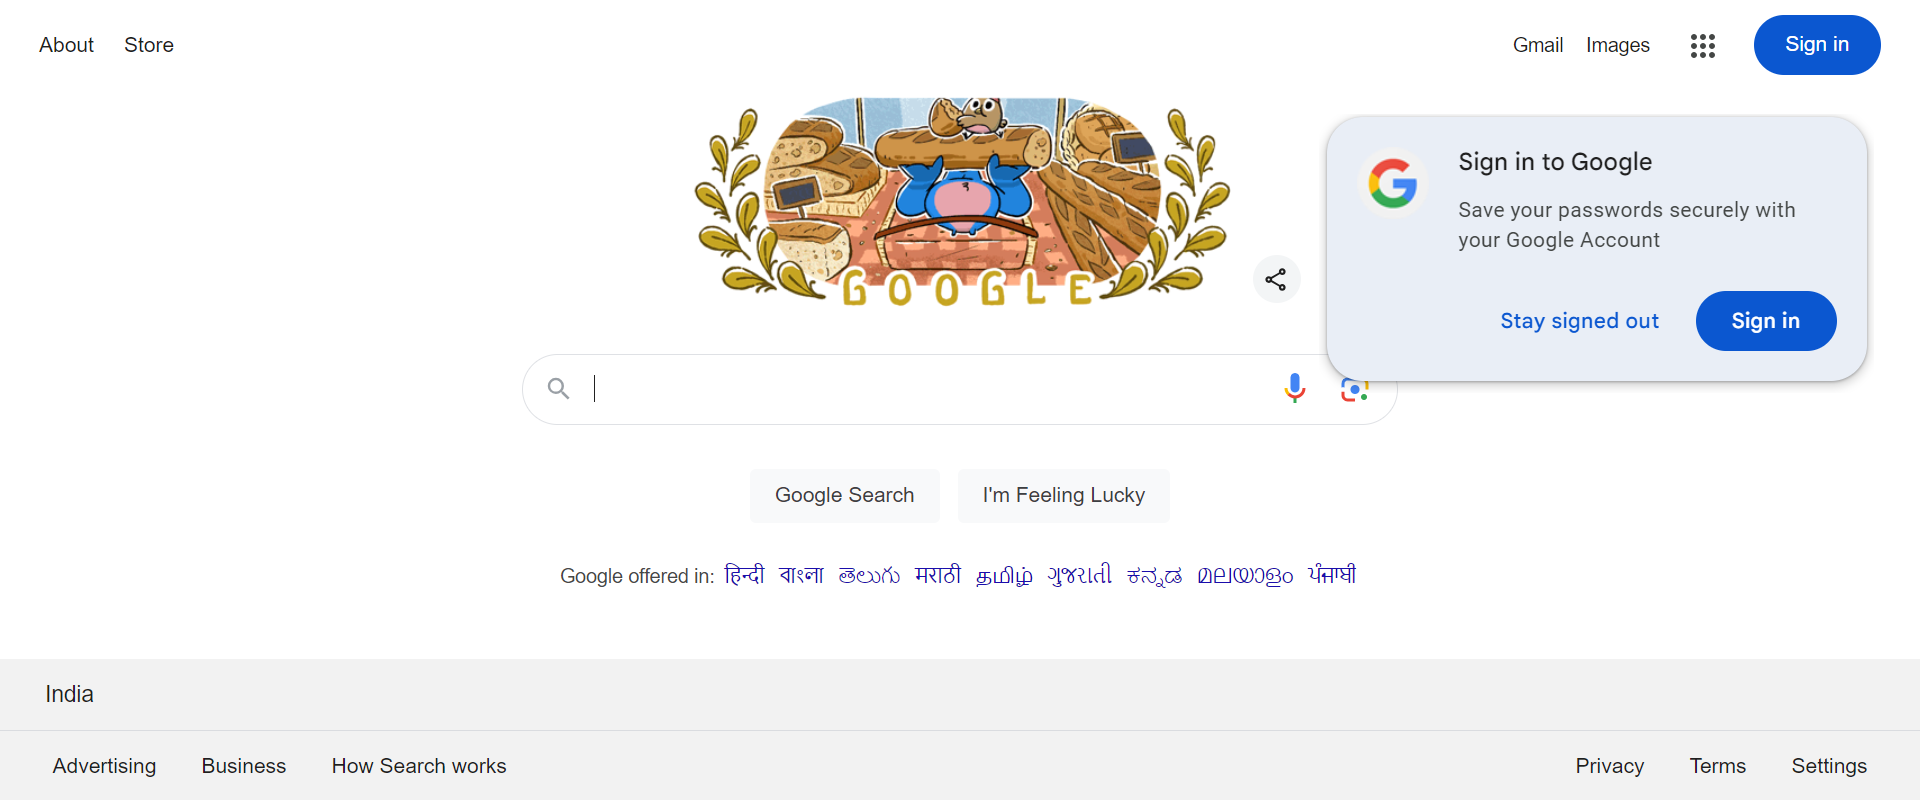 About Store Gmail Images Sign in
Sign in to Google
Save your passwords securely with
your Google Account
Stay signed out Sign in
GOOGLE
Google Search I'm Feeling Lucky
Google offered in: हिन्दी বাংলা తెలుగు मराठी தமிழ் ગુજરાતી ಕನ್ನಡ മലയാളം ਪੰਜਾਬੀ
India
Advertising Business How Search works Privacy Terms Settings